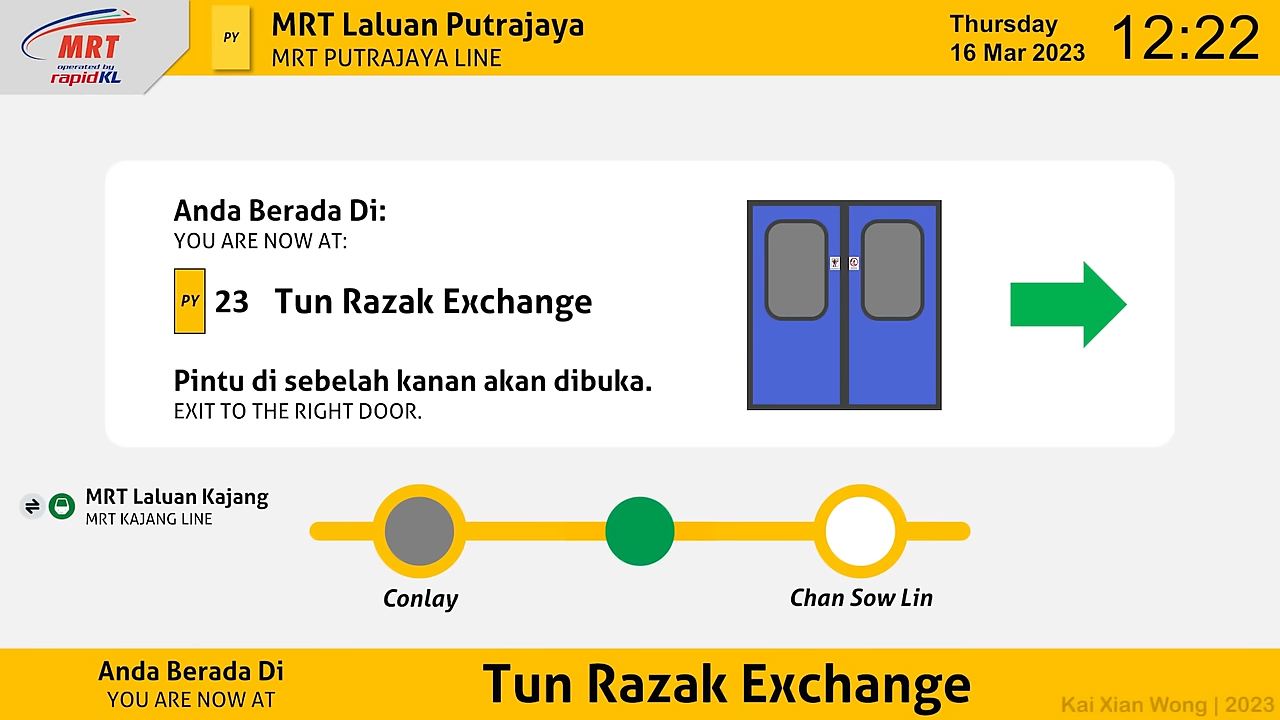 MRT
operated by
rapidKL
PY
MRT Laluan Putrajaya
MRT PUTRAJAYA LINE
Thursday
16 Mar 2023
12:22
Anda Berada Di:
YOU ARE NOW AT:
PY 23 Tun Razak Exchange
Pintu di sebelah kanan akan dibuka.
EXIT TO THE RIGHT DOOR.
MRT Laluan Kajang
MRT KAJANG LINE
Conlay
Chan Sow Lin
Anda Berada Di
YOU ARE NOW AT
Tun Razak Exchange
Kai Xian Wong | 2023